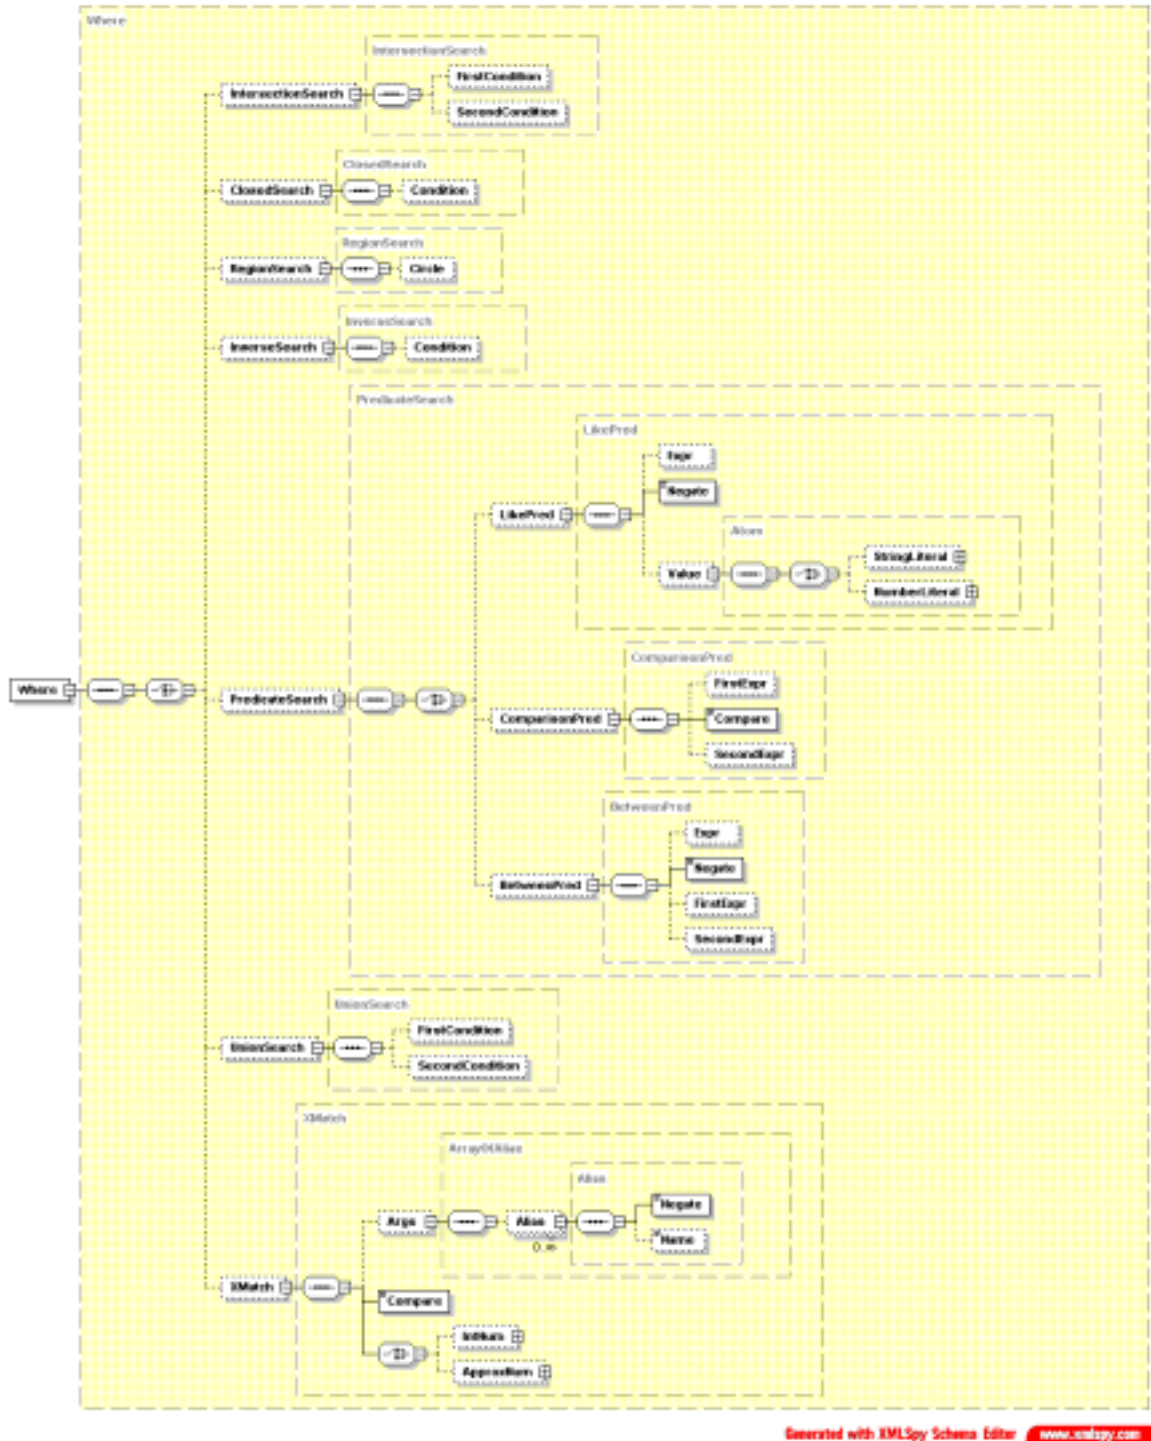 Where
IntersectionSearch
FirstCondition
IntersectionSearch
SecondCondition
ClosedSearch
ClosedSearch
Condition
RegionSearch
RegionSearch
Circle
InverseSearch
InverseSearch
Condition
PredicateSearch
LikePred
Expr
Negate
LikePred
Atom
StringLiteral
Value
NumberLiteral
ComparisonPred
FirstExpr
Where
PredicateSearch
ComparisonPred
Compare
SecondExpr
BetweenPred
Expr
Negate
BetweenPred
FirstExpr
SecondExpr
UnionSearch
FirstCondition
UnionSearch
SecondCondition
XMatch
ArrayOfAlias
Alias
Negate
Args
Alias
Name
0..∞
XMatch
Compare
IntNum
ApproxNum
Generated with XMLSpy Schema Editor www.xmlspy.com